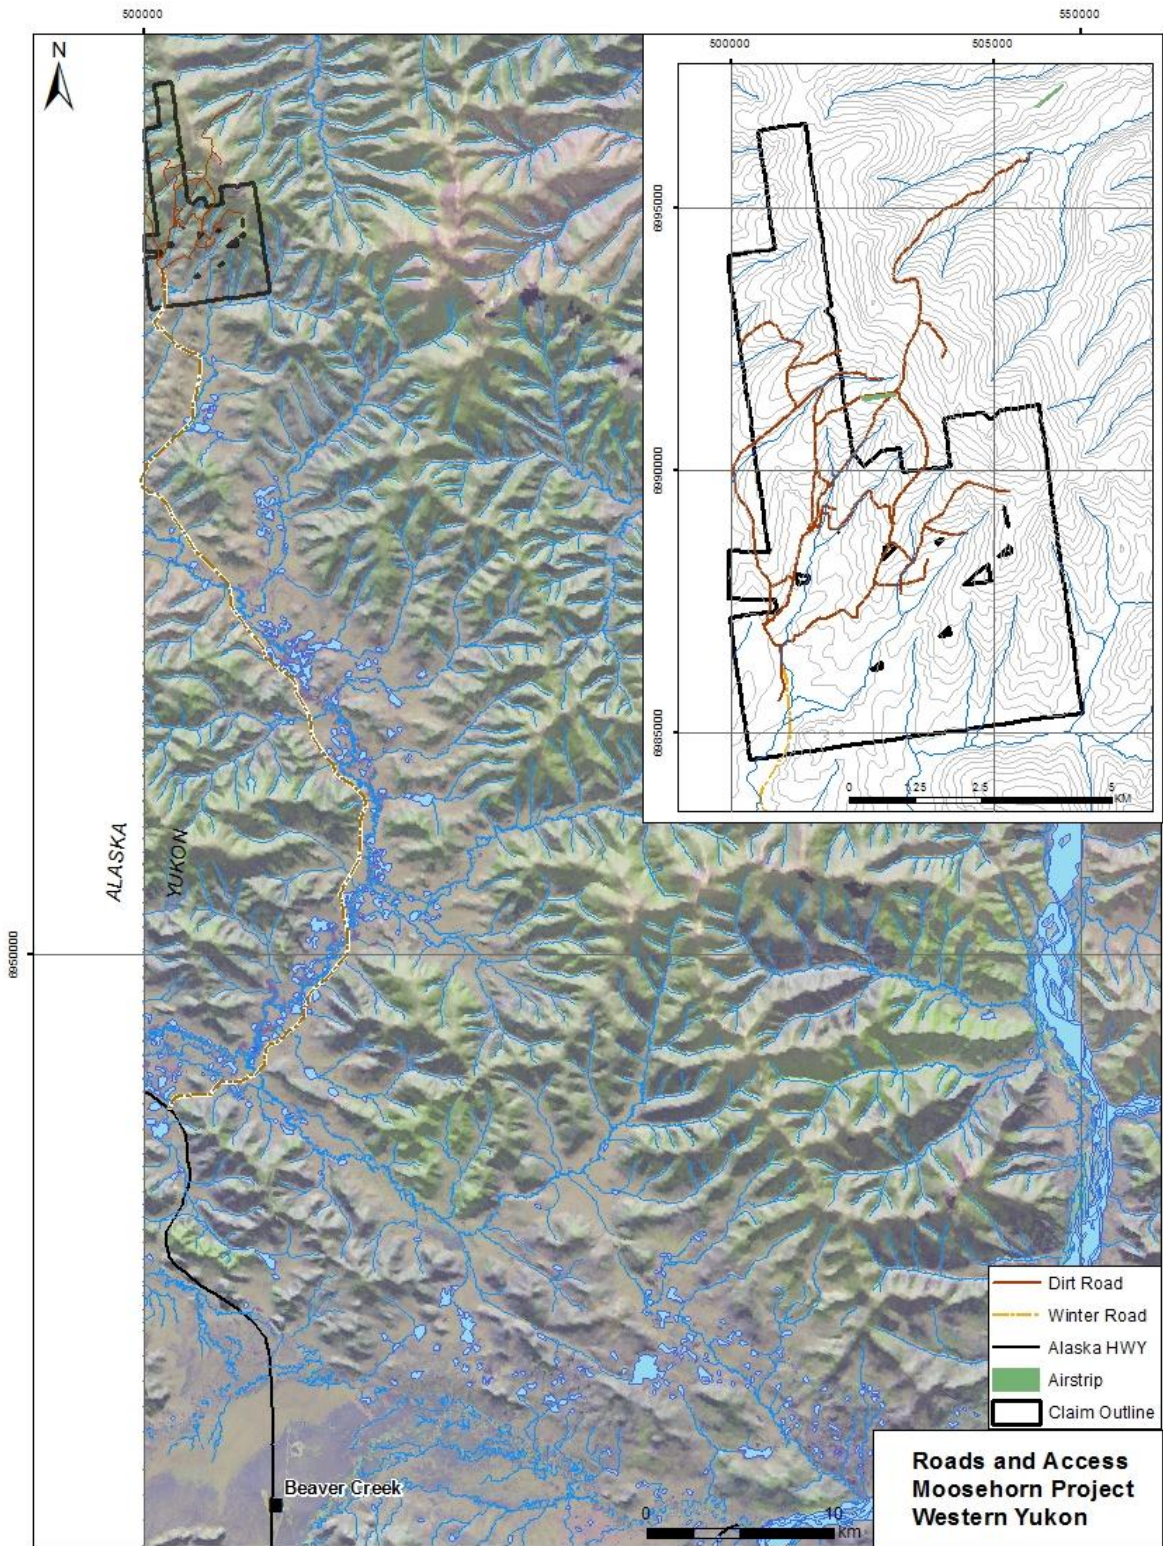 500000
550000
N
500000
505000
6995000
6990000
6985000
0 1.25 2.5 5
KM
ALASKA
YUKON
6950000
Dirt Road
Winter Road
Alaska HWY
Airstrip
Claim Outline
Beaver Creek
0 10
km
Roads and Access
Moosehorn Project
Western Yukon